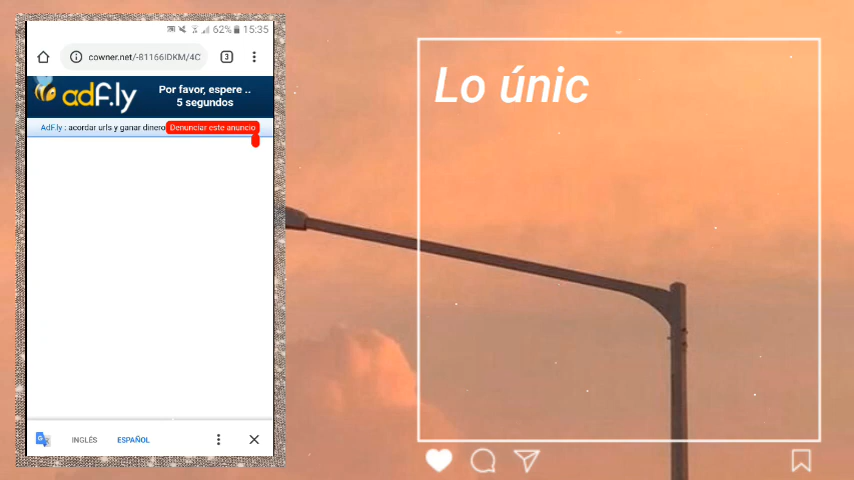 62% 15:35
cowner.net/-81166IDKM/4C
3
adf.ly
Por favor, espere ..
5 segundos
AdF.ly : acordar urls y ganar dinero
Denunciar este anuncio
INGLÉS
ESPAÑOL
Lo únic